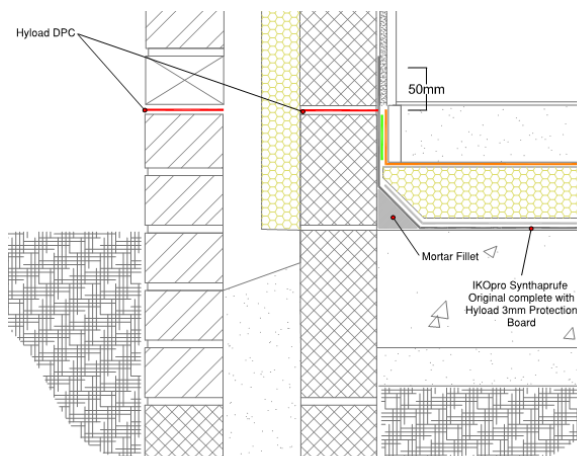 Hyload DPC
50mm
Mortar Fillet
IKOpro Synthaprufe
Original complete with
Hyload 3mm Protection
Board